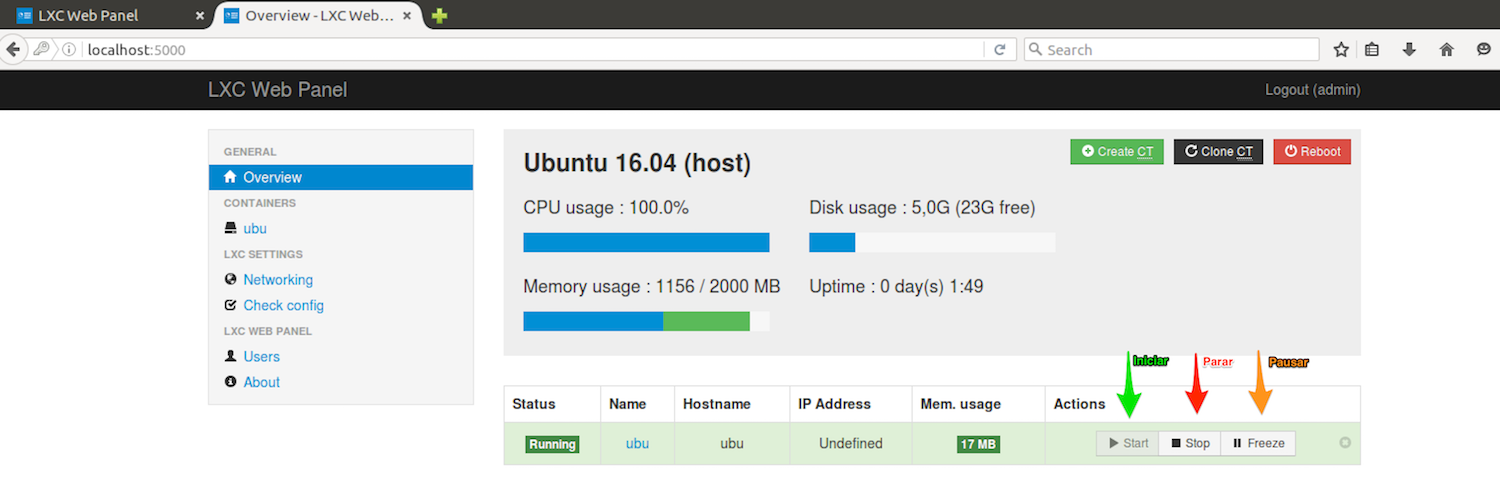 LXC Web Panel
Overview - LXC Web...
localhost:5000
Search
LXC Web Panel
Logout (admin)
GENERAL
Overview
CONTAINERS
ubu
LXC SETTINGS
Networking
Check config
LXC WEB PANEL
Users
About
Ubuntu 16.04 (host)
Create CT
Clone CT
Reboot
CPU usage : 100.0%
Disk usage : 5,0G (23G free)
Memory usage : 1156 / 2000 MB
Uptime : 0 day(s) 1:49
Iniciar
Parar
Pausar
Status Name Hostname IP Address Mem. usage Actions
Running ubu ubu Undefined 17 MB Start Stop Freeze